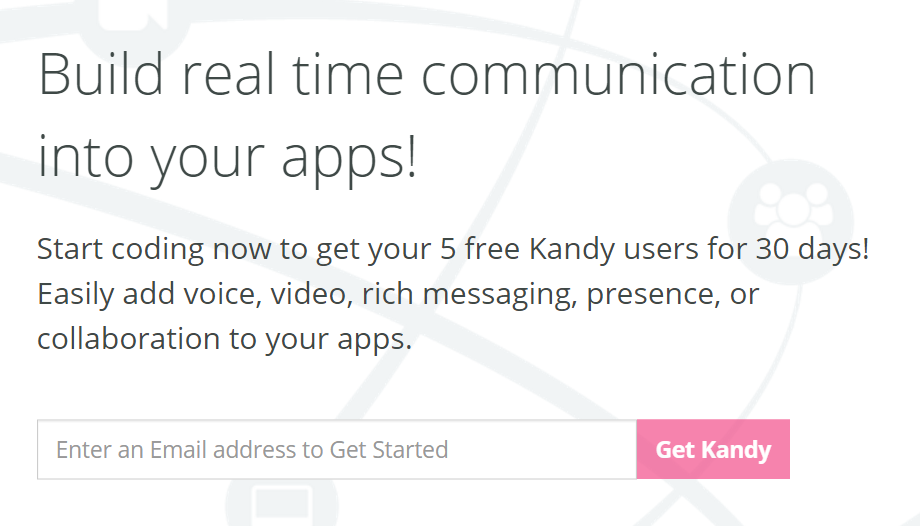 Build real time communication
into your apps!
Start coding now to get your 5 free Kandy users for 30 days!
Easily add voice, video, rich messaging, presence, or
collaboration to your apps.
Enter an Email address to Get Started
Get Kandy